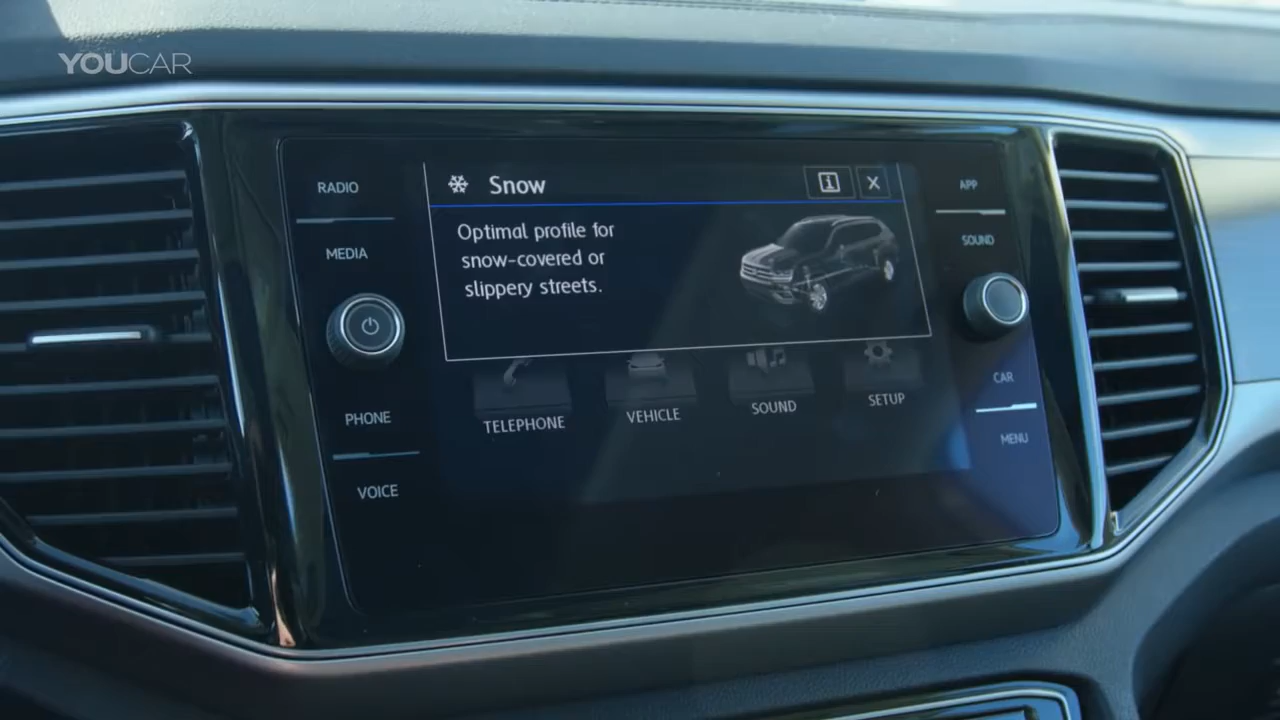 YOUCAR
RADIO
MEDIA
PHONE
VOICE
Snow
Optimal profile for
snow-covered or
slippery streets.
TELEPHONE
VEHICLE
SOUND
SETUP
APP
SOUND
CAR
MENU